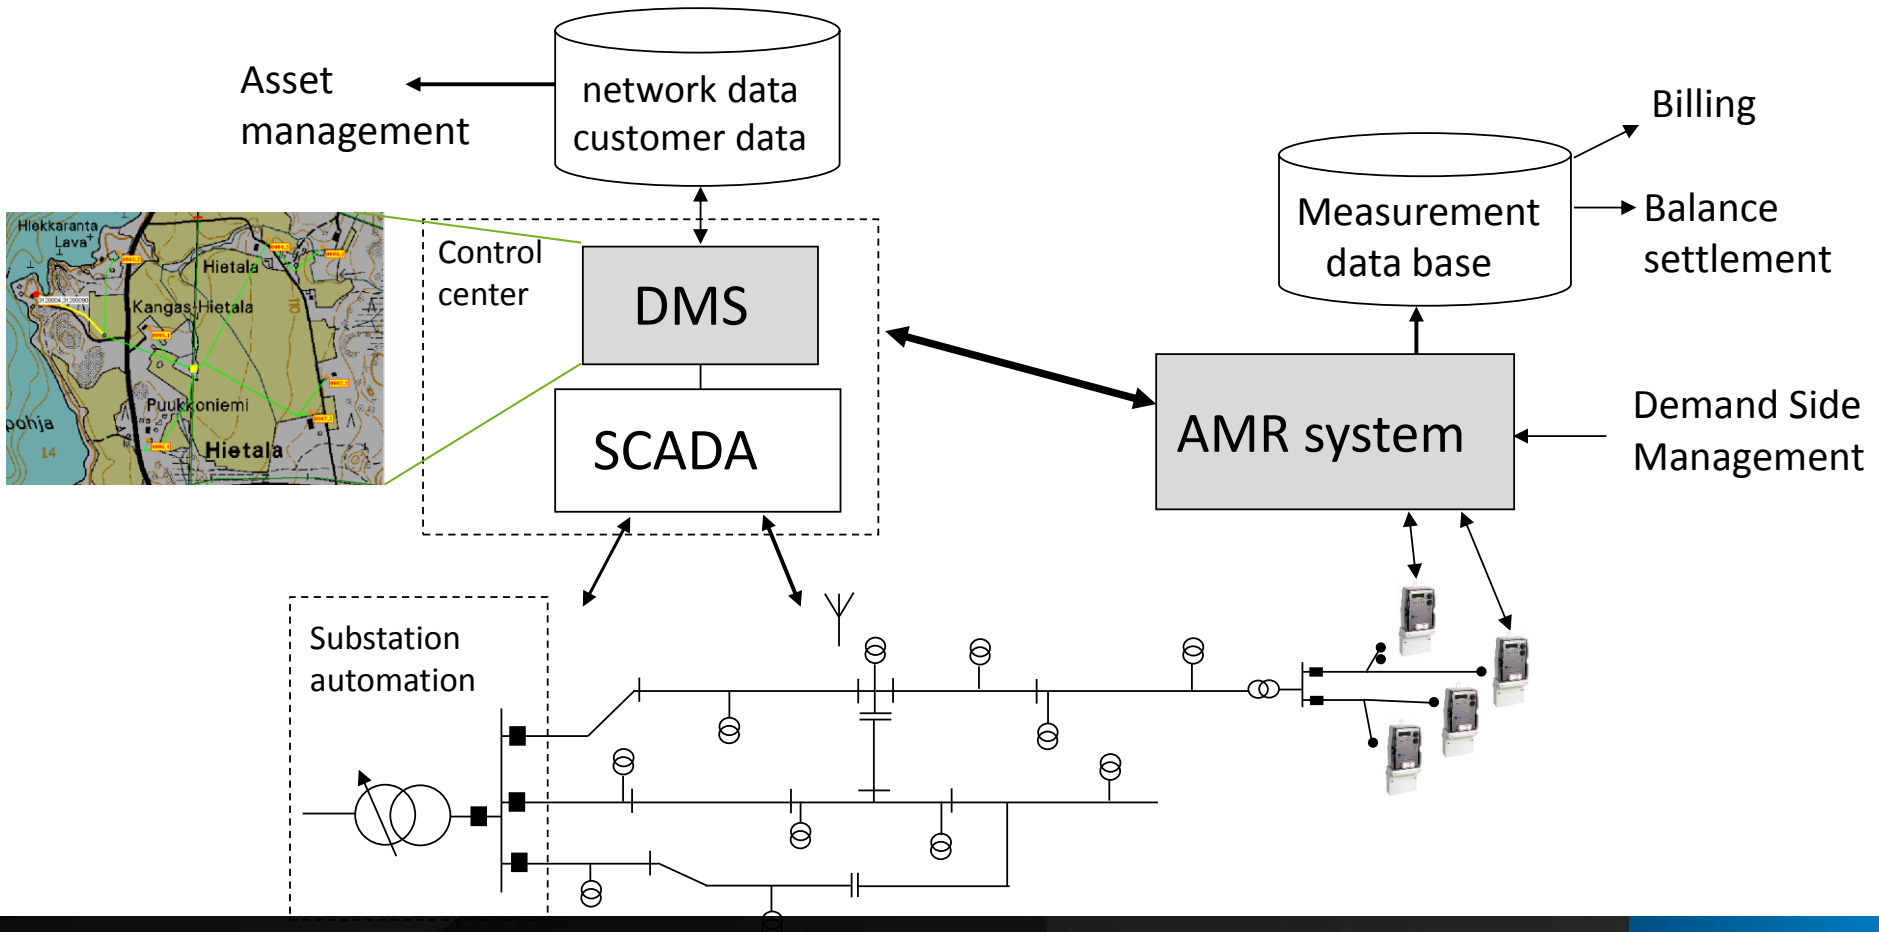 Asset
management
network data
customer data
Billing
Measurement
data base
Balance
settlement
Control
center
DMS
SCADA
AMR system
Demand Side
Management
Hiekkaranta
Lava
Hietala
Kangas-Hietala
Puukkoniemi
Hietala
pohja
14
Substation
automation